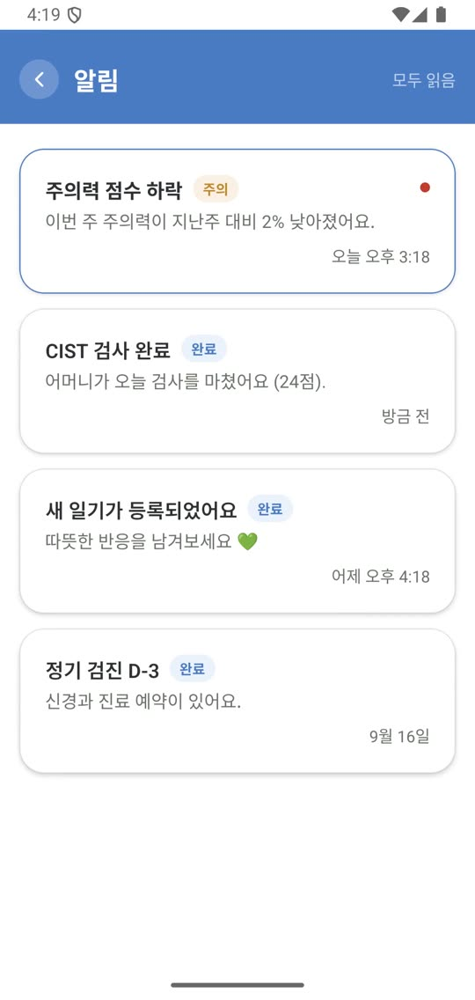 4:19
알림
모두 읽음
주의력 점수 하락 주의
이번 주 주의력이 지난주 대비 2% 낮아졌어요.
오늘 오후 3:18
CIST 검사 완료 완료
어머니가 오늘 검사를 마쳤어요 (24점).
방금 전
새 일기가 등록되었어요 완료
따뜻한 반응을 남겨보세요 💚
어제 오후 4:18
정기 검진 D-3 완료
신경과 진료 예약이 있어요.
9월 16일